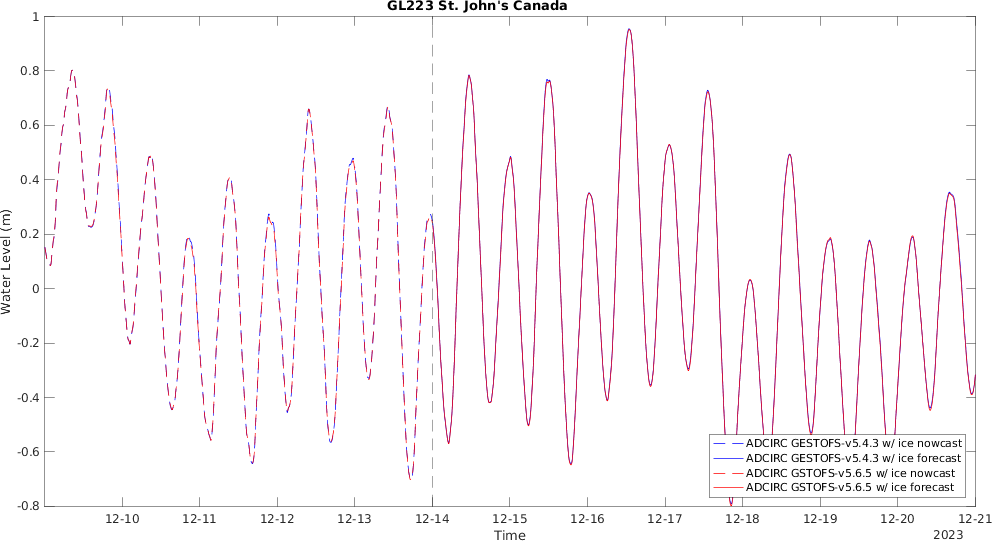 GL223 St. John's Canada
1
0.8
0.6
0.4
0.2
0
-0.2
-0.4
-0.6
-0.8
Water Level (m)
ADCIRC GESTOFS-v5.4.3 w/ ice nowcast
ADCIRC GESTOFS-v5.4.3 w/ ice forecast
ADCIRC GSTOFS-v5.6.5 w/ ice nowcast
ADCIRC GSTOFS-v5.6.5 w/ ice forecast
12-10 12-11 12-12 12-13 12-14 12-15 12-16 12-17 12-18 12-19 12-20 12-21
Time
2023